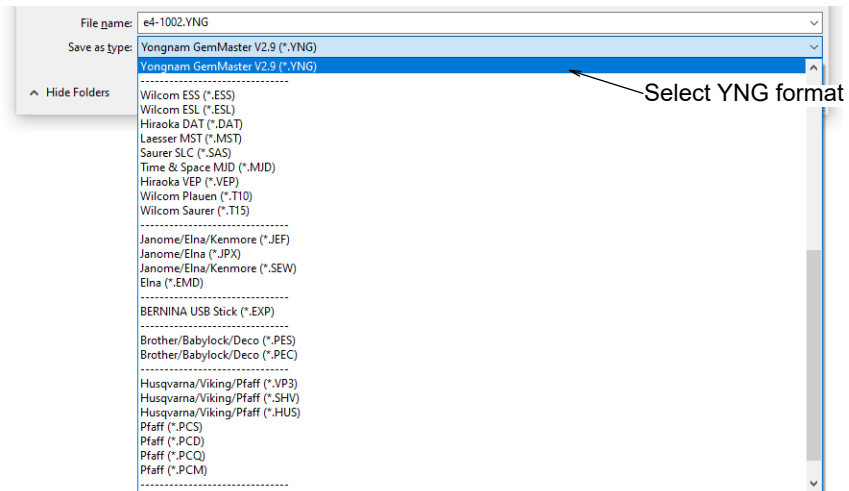 File name: e4-1002.YNG
Save as type: Yongnam GemMaster V2.9 (*.YNG)
Yongnam GemMaster V2.9 (*.YNG)
------------------------------
Hide Folders
Select YNG format
Wilcom ESS (*.ESS)
Wilcom ESL (*.ESL)
Hiraoka DAT (*.DAT)
Laesser MST (*.MST)
Saurer SLC (*.SAS)
Time & Space MJD (*.MJD)
Hiraoka VEP (*.VEP)
Wilcom Plauen (*.T10)
Wilcom Saurer (*.T15)
------------------------------
Janome/Elna/Kenmore (*.JEF)
Janome/Elna (*.JPX)
Janome/Elna/Kenmore (*.SEW)
Elna (*.EMD)
------------------------------
BERNINA USB Stick (*.EXP)
------------------------------
Brother/Babylock/Deco (*.PES)
Brother/Babylock/Deco (*.PEC)
------------------------------
Husqvarna/Viking/Pfaff (*.VP3)
Husqvarna/Viking/Pfaff (*.SHV)
Husqvarna/Viking/Pfaff (*.HUS)
Pfaff (*.PCS)
Pfaff (*.PCD)
Pfaff (*.PCQ)
Pfaff (*.PCM)
------------------------------